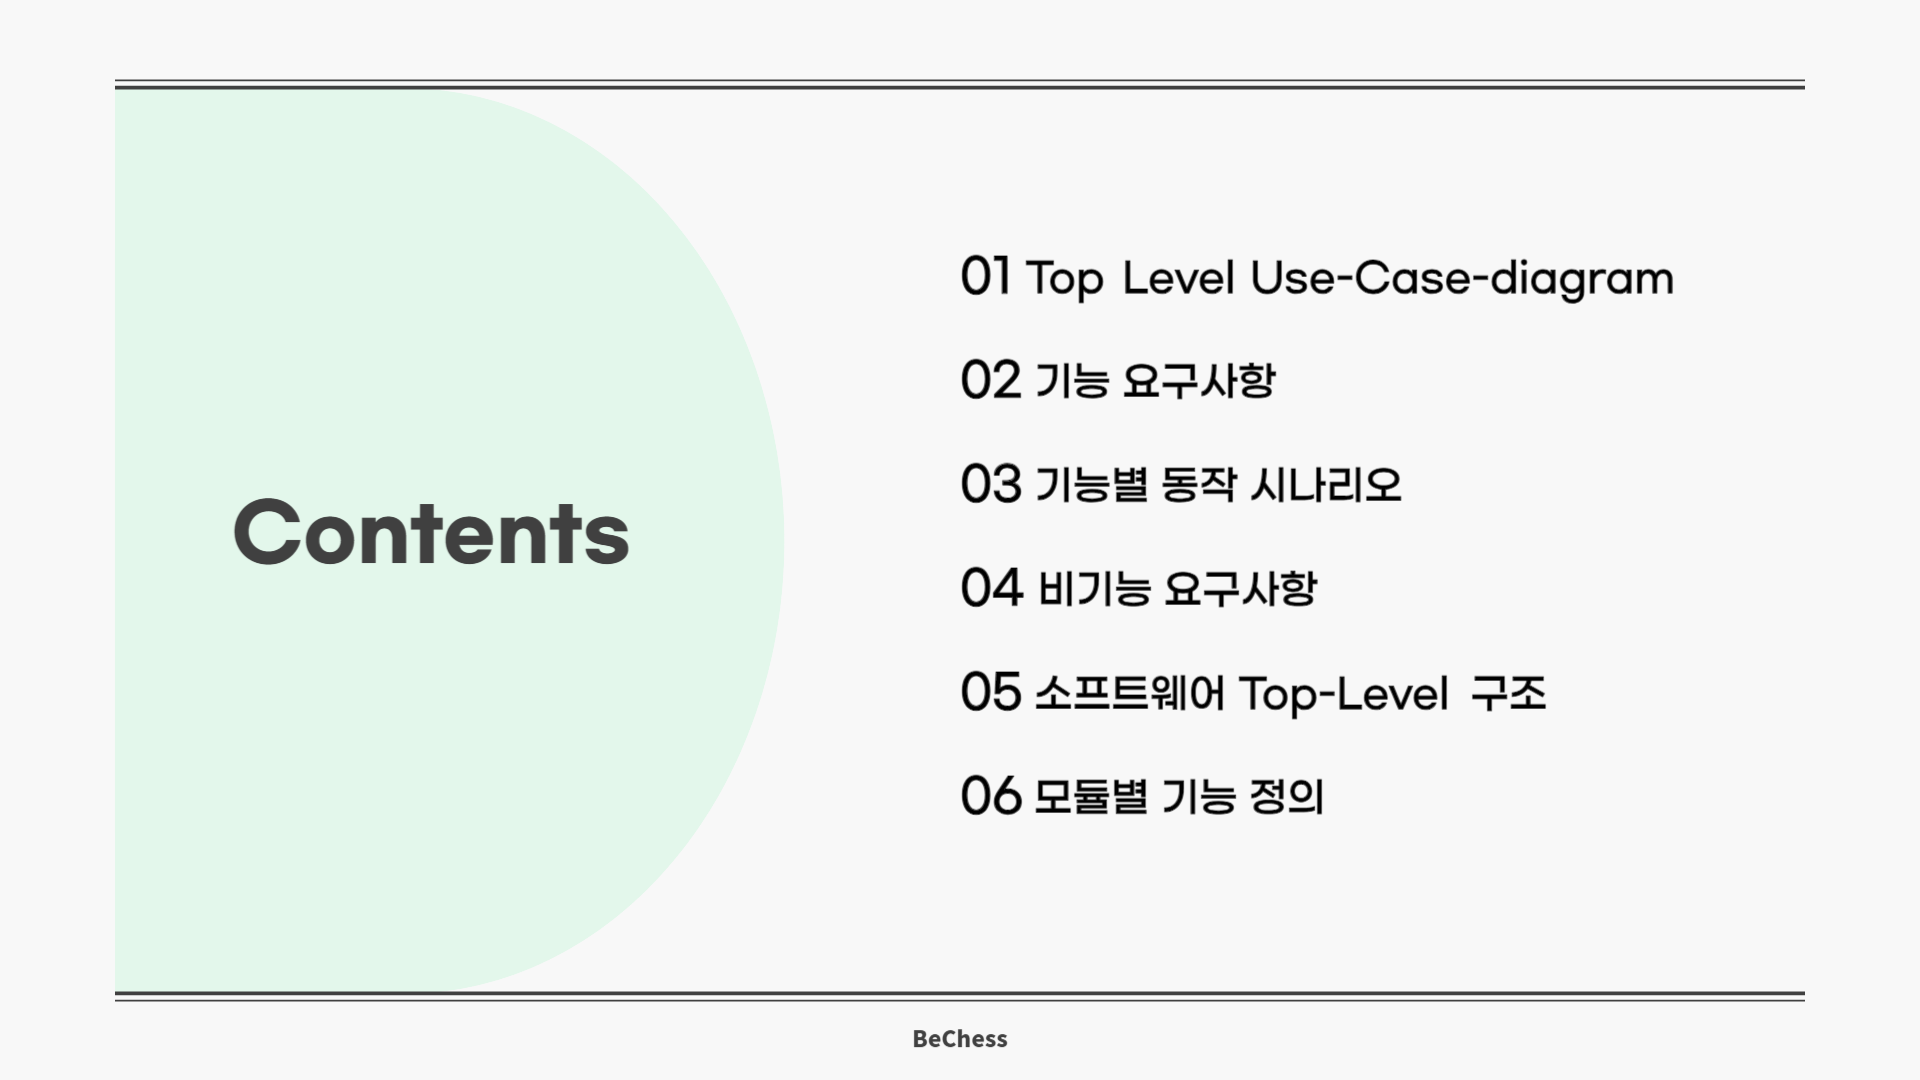 Contents
01 Top Level Use-Case-diagram
02 기능 요구사항
03 기능별 동작 시나리오
04 비기능 요구사항
05 소프트웨어 Top-Level 구조
06 모듈별 기능 정의
BeChess